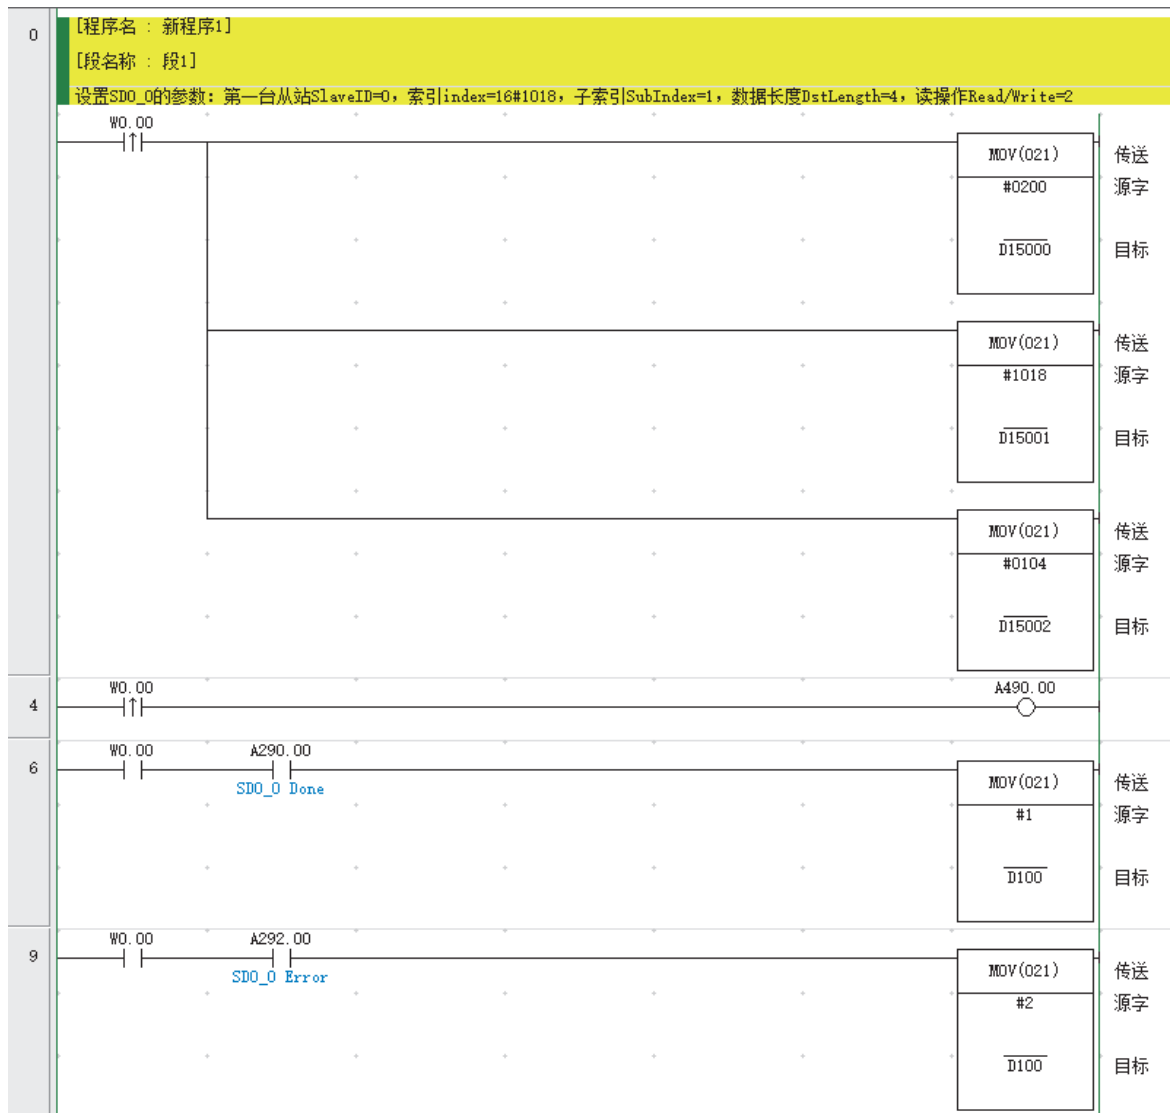 0
[程序名 : 新程序1]
[段名称 : 段1]
设置SDO_0的参数：第一台从站SlaveID=0，索引index=16#1018，子索引SubIndex=1，数据长度DstLength=4，读操作Read/Write=2
W0.00
MOV(021) 传送
#0200 源字
D15000 目标
MOV(021) 传送
#1018 源字
D15001 目标
MOV(021) 传送
#0104 源字
D15002 目标
W0.00 A490.00
4
W0.00 A290.00
6
SDO_0 Done
MOV(021) 传送
#1 源字
D100 目标
W0.00 A292.00
9
SDO_0 Error
MOV(021) 传送
#2 源字
D100 目标